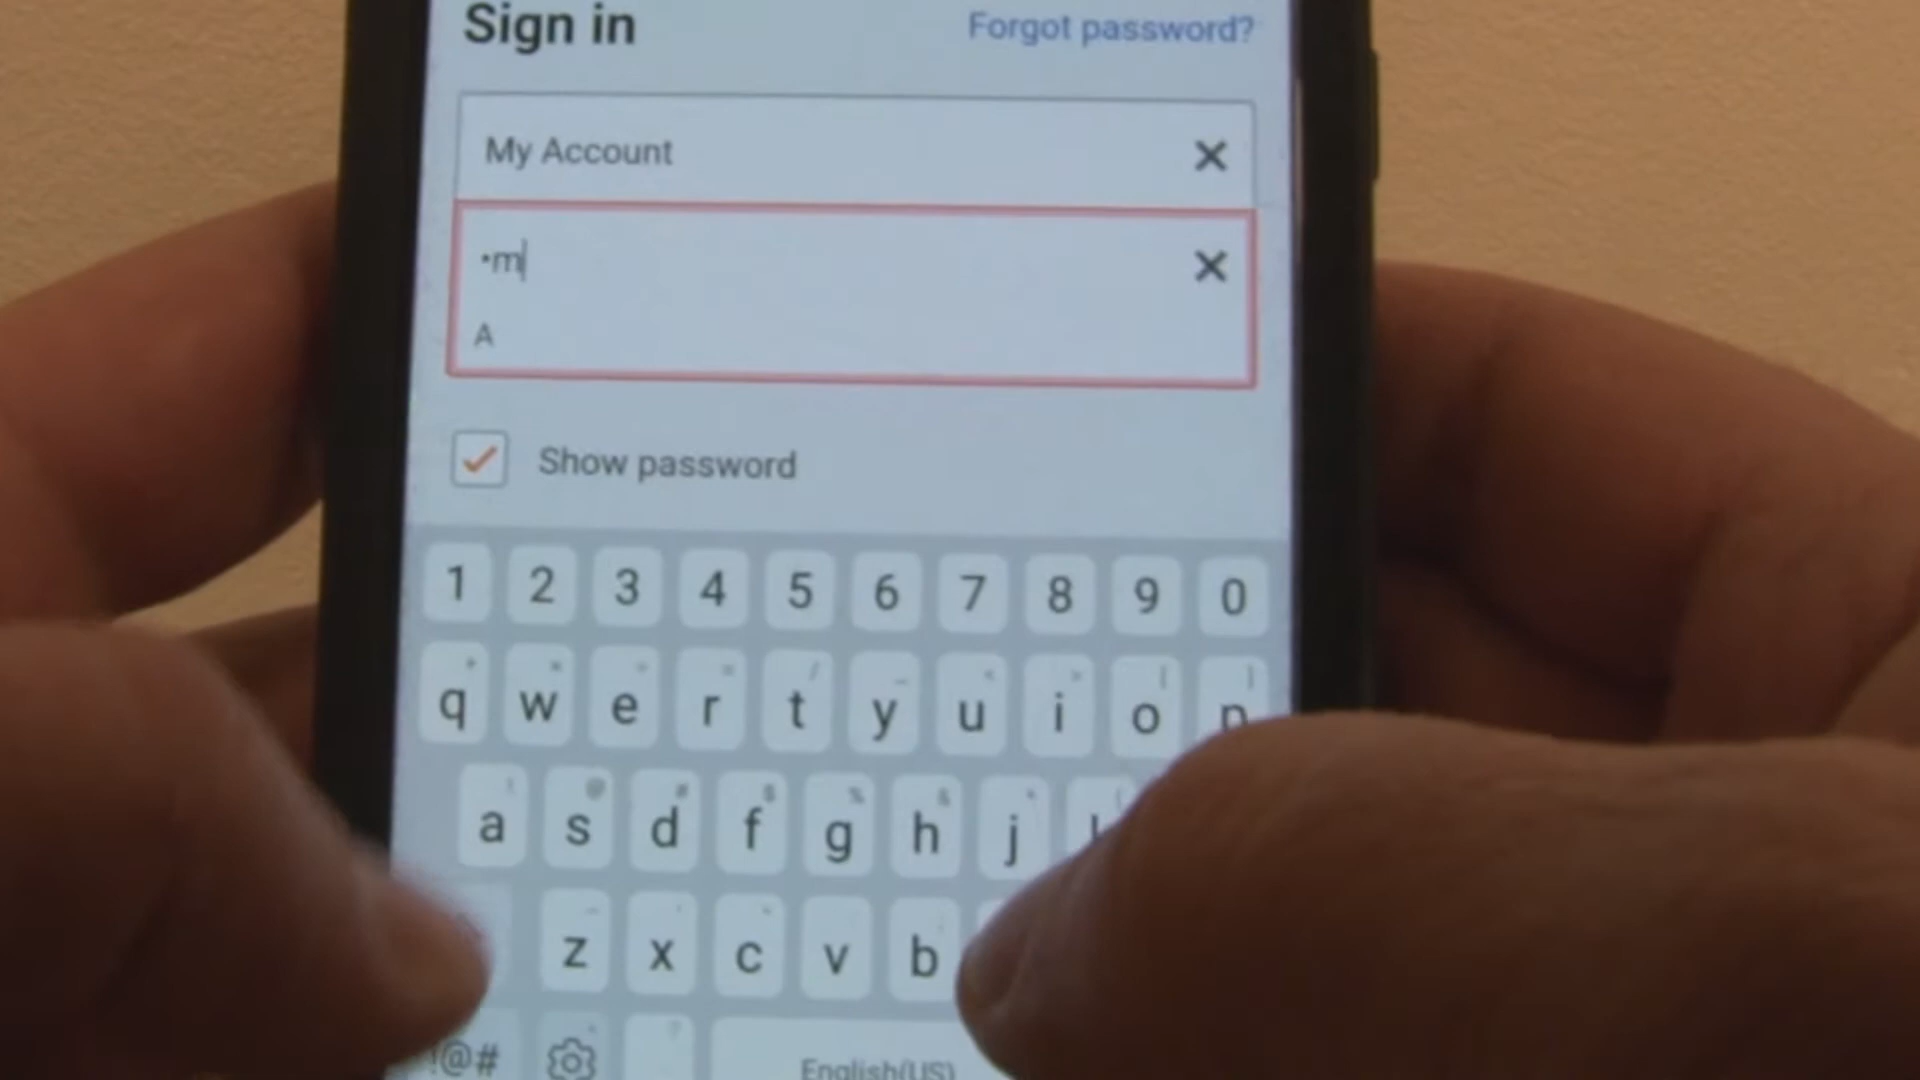 Sign in Forgot password?
My Account
•m
A
Show password
1 2 3 4 5 6 7 8 9 0
q w e r t y u i o p
a s d f g h j
z x c v b
!@#
English(US)